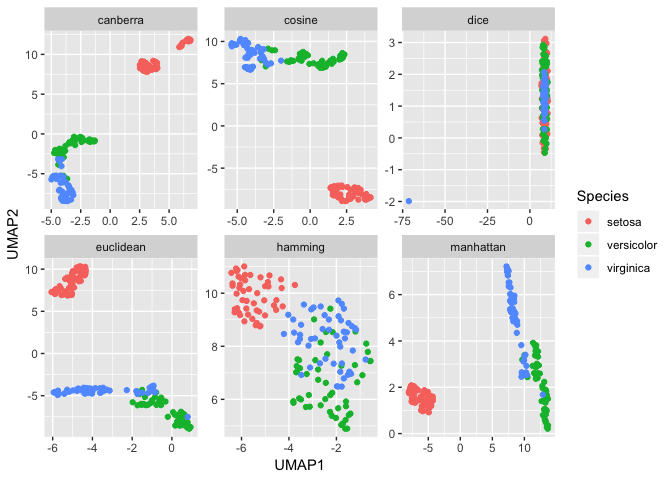 canberra cosine dice
10
5
0
-5
-5.0 -2.5 0.0 2.5 5.0
10
5
0
-5
-5.0 -2.5 0.0 2.5
3
2
1
0
-1
-2
-75 -50 -25 0
euclidean hamming manhattan
10
5
0
-5
-6 -4 -2 0
10
8
6
-6 -4 -2
6
4
2
0
-5 0 5 10
UMAP2
UMAP1
Species
setosa
versicolor
virginica